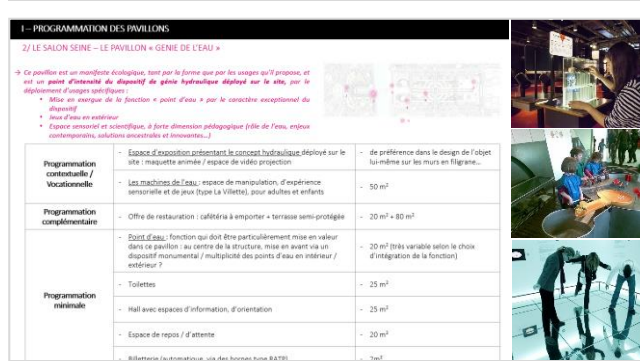 I – PROGRAMMATION DES PAVILLONS
2/ LE SALON SEINE – LE PAVILLON « GENIE DE L'EAU »
→ Ce pavillon est un manifeste écologique, tant par la forme que par les usages qu'il propose, et
est un point d'intensité du dispositif de génie hydraulique déployé sur le site, par le
déploiement d'usages spécifiques :
• Mise en exergue de la fonction « point d'eau » par le caractère exceptionnel du
dispositif
• Jeux d'eau en extérieur
• Espace sensoriel et scientifique, à forte dimension pédagogique (rôle de l'eau, enjeux
contemporains, solutions ancestrales et innovantes…)
Programmation
contextuelle /
Vocationnelle
- Espace d'exposition présentant le concept hydraulique déployé sur le
site : maquette animée / espace de vidéo projection
- de préférence dans le design de l'objet
lui-même sur les murs en filigrane…
- Les machines de l'eau : espace de manipulation, d'expérience
sensorielle et de jeux (type La Villette), pour adultes et enfants
- 50 m²
Programmation
complémentaire
- Offre de restauration : cafétéria à emporter + terrasse semi-protégée
- 20 m² + 80 m²
Programmation
minimale
- Point d'eau : fonction qui doit être particulièrement mise en valeur
dans ce pavillon : au centre de la structure, mise en avant via un
dispositif monumental / multiplicité des points d'eau en intérieur /
extérieur ?
- 20 m² (très variable selon le choix
d'intégration de la fonction)
- Toilettes
- 25 m²
- Hall avec espaces d'information, d'orientation
- 25 m²
- Espace de repos / d'attente
- 20 m²
- Billetterie (automatique, via des bornes type RATP)
- 2m²